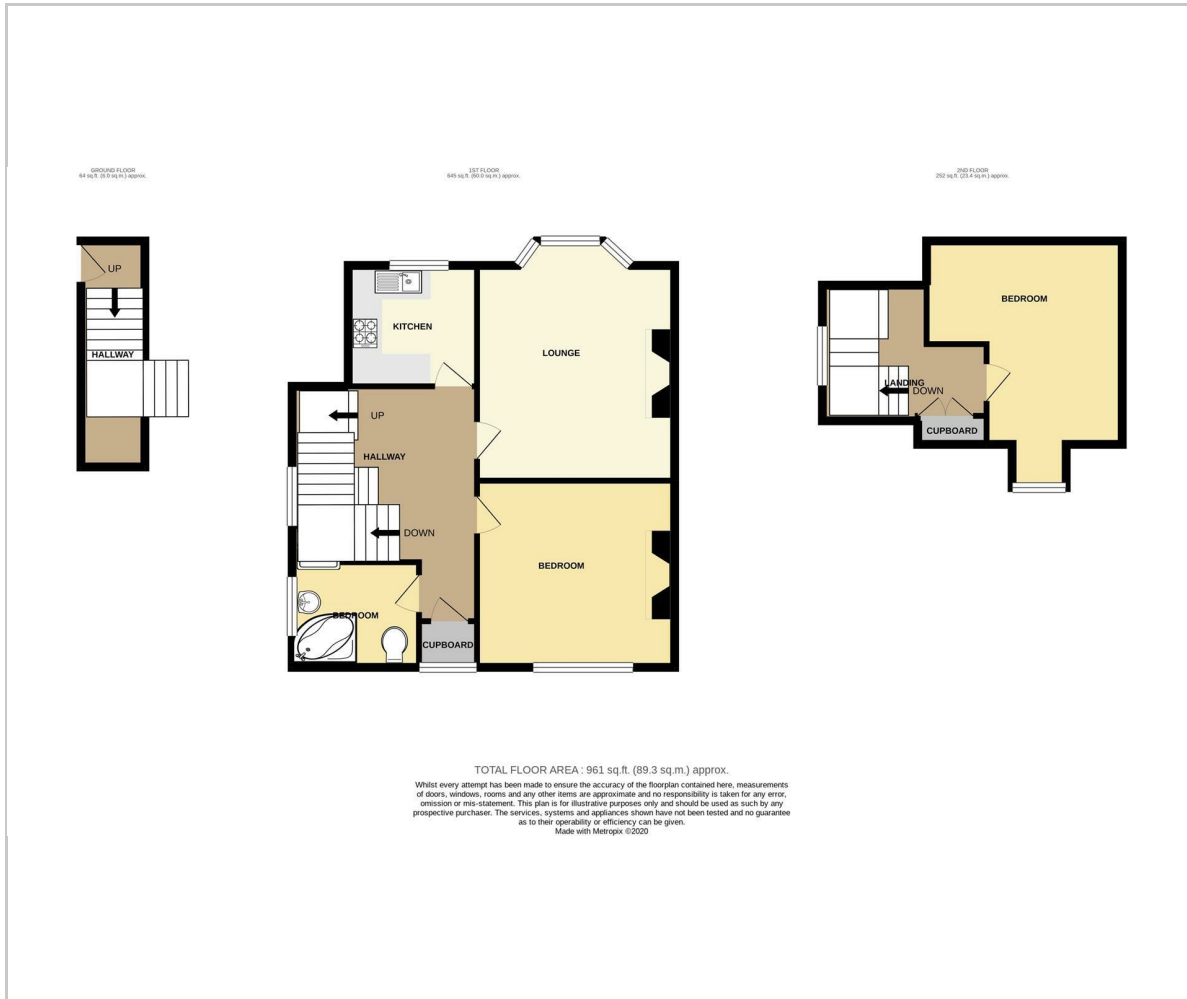 GROUND FLOOR
64 sq.ft. (6.0 sq.m.) approx.
1ST FLOOR
645 sq.ft. (60.0 sq.m.) approx.
2ND FLOOR
252 sq.ft. (23.4 sq.m.) approx.
UP
HALLWAY
KITCHEN
LOUNGE
UP
HALLWAY
DOWN
BEDROOM
BEDROOM
CUPBOARD
BEDROOM
LANDING
DOWN
CUPBOARD
TOTAL FLOOR AREA : 961 sq.ft. (89.3 sq.m.) approx.
Whilst every attempt has been made to ensure the accuracy of the floorplan contained here, measurements
of doors, windows, rooms and any other items are approximate and no responsibility is taken for any error,
omission or mis-statement. This plan is for illustrative purposes only and should be used as such by any
prospective purchaser. The services, systems and appliances shown have not been tested and no guarantee
as to their operability or efficiency can be given.
Made with Metropix ©2020